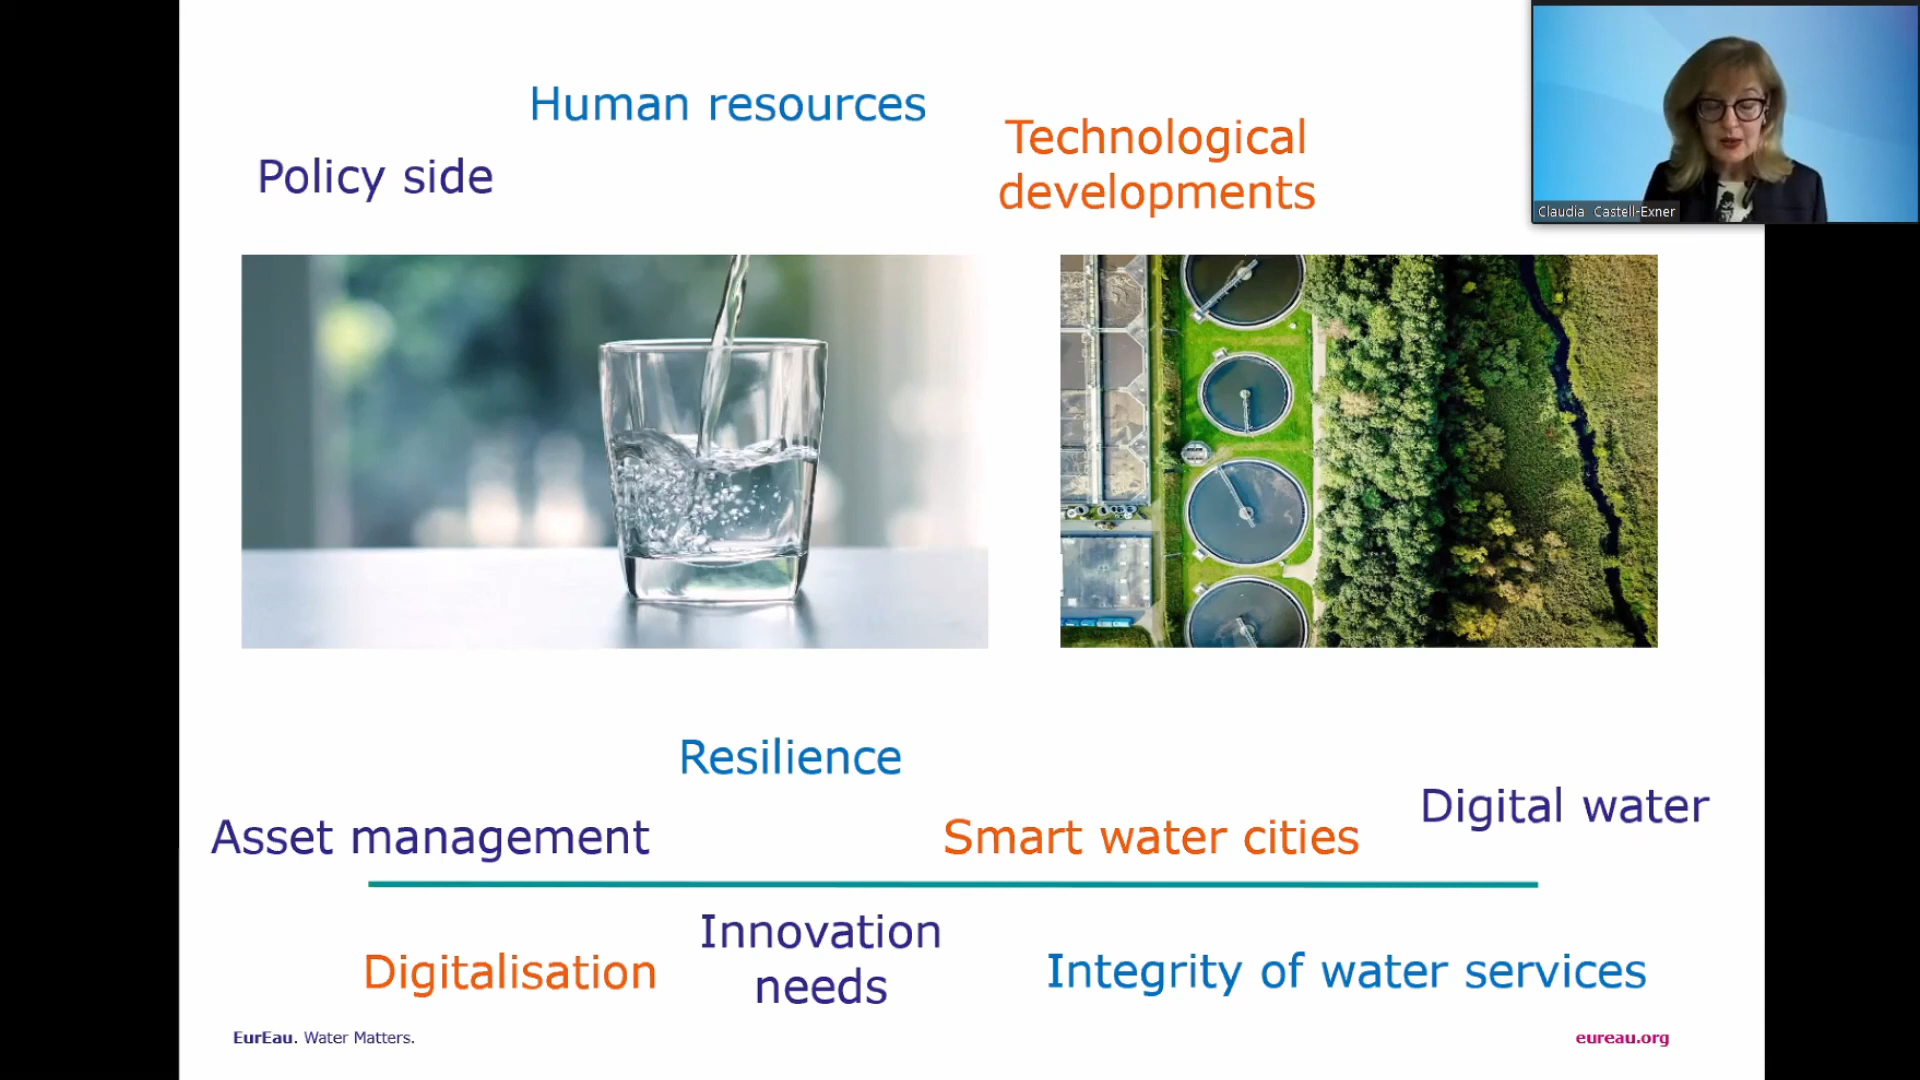 Human resources
Technological
developments
Policy side
Claudia Castell-Exner
Resilience
Digital water
Asset management
Smart water cities
Innovation
needs
Digitalisation
Integrity of water services
EurEau. Water Matters.
eureau.org